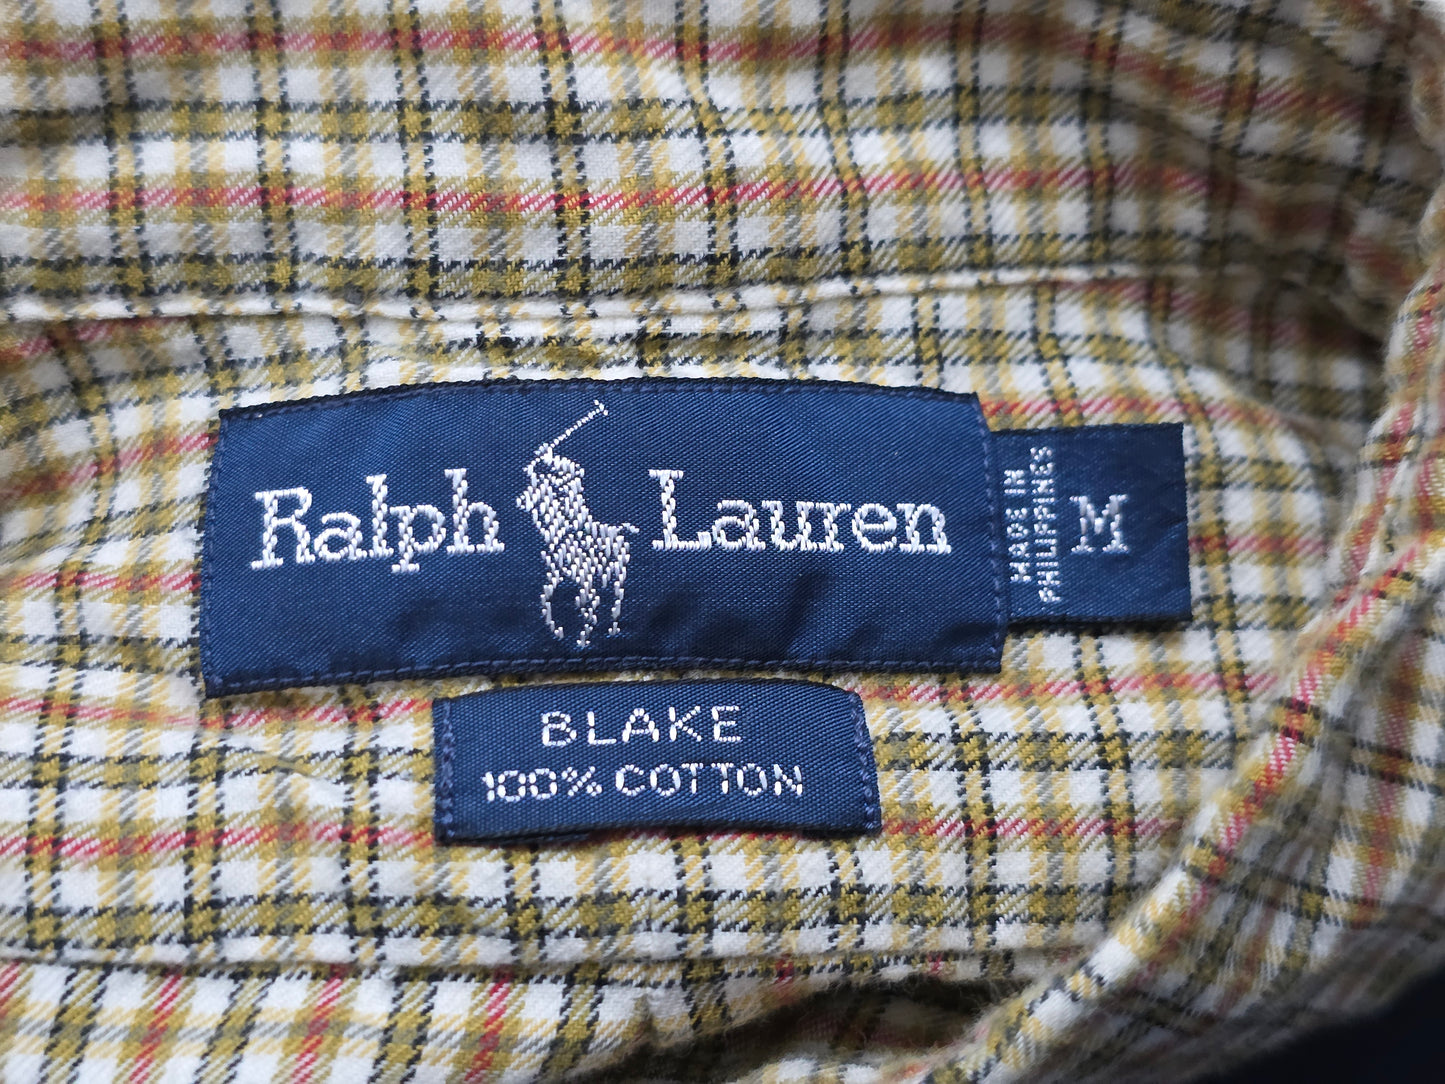 Ralph Lauren
MADE IN
PHILIPPINES
M
BLAKE
100% COTTON